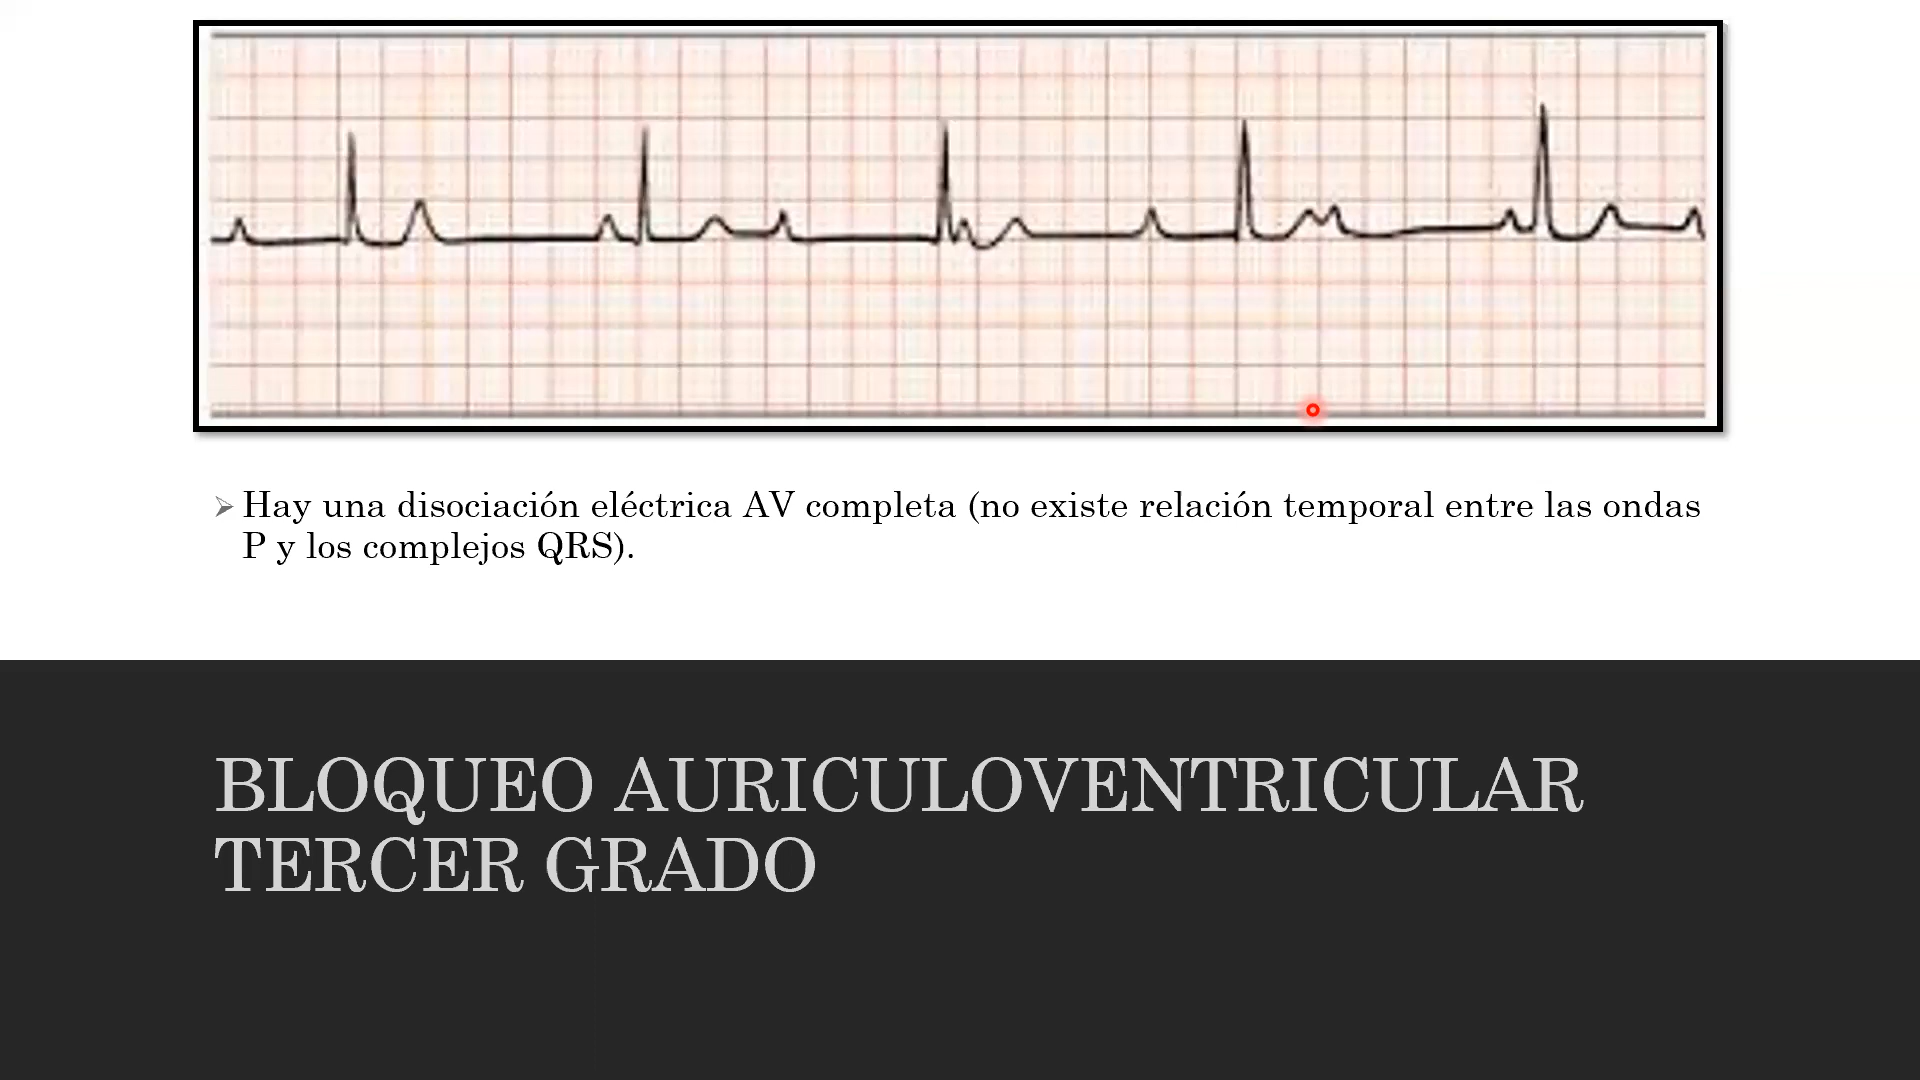 Hay una disociación eléctrica AV completa (no existe relación temporal entre las ondas
P y los complejos QRS).
BLOQUEO AURICULOVENTRICULAR
TERCER GRADO